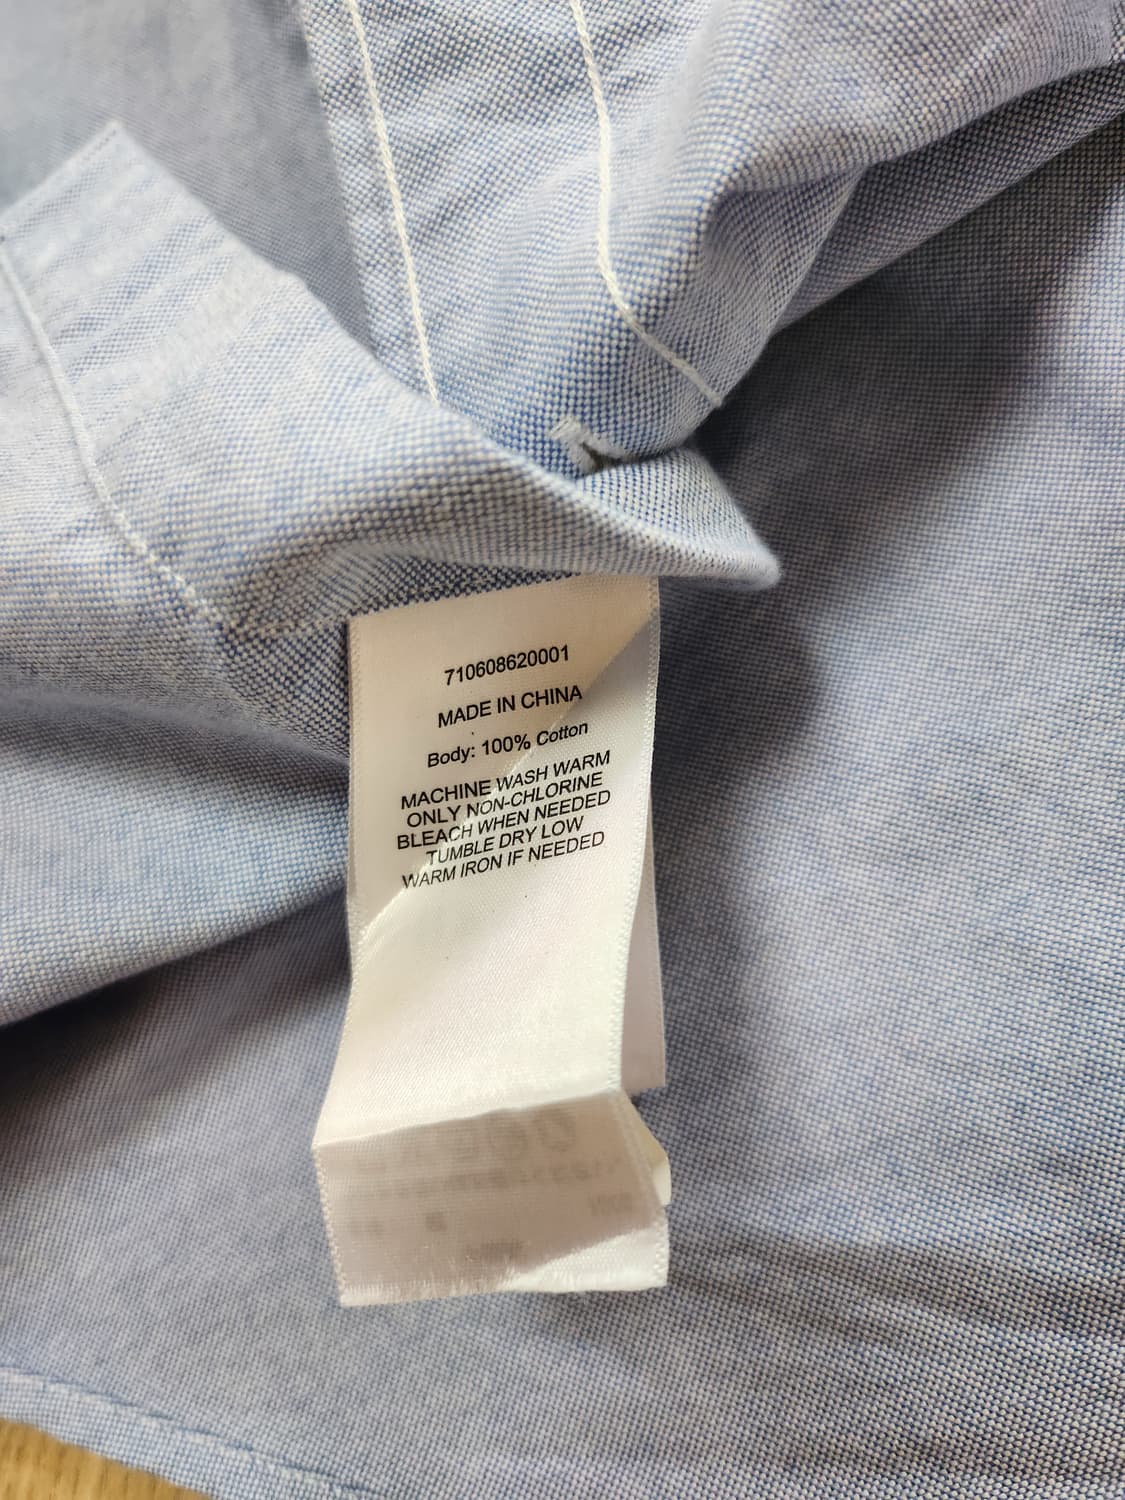 710608620001
MADE IN CHINA
Body: 100% Cotton
MACHINE WASH WARM
ONLY NON-CHLORINE
BLEACH WHEN NEEDED
TUMBLE DRY LOW
WARM IRON IF NEEDED